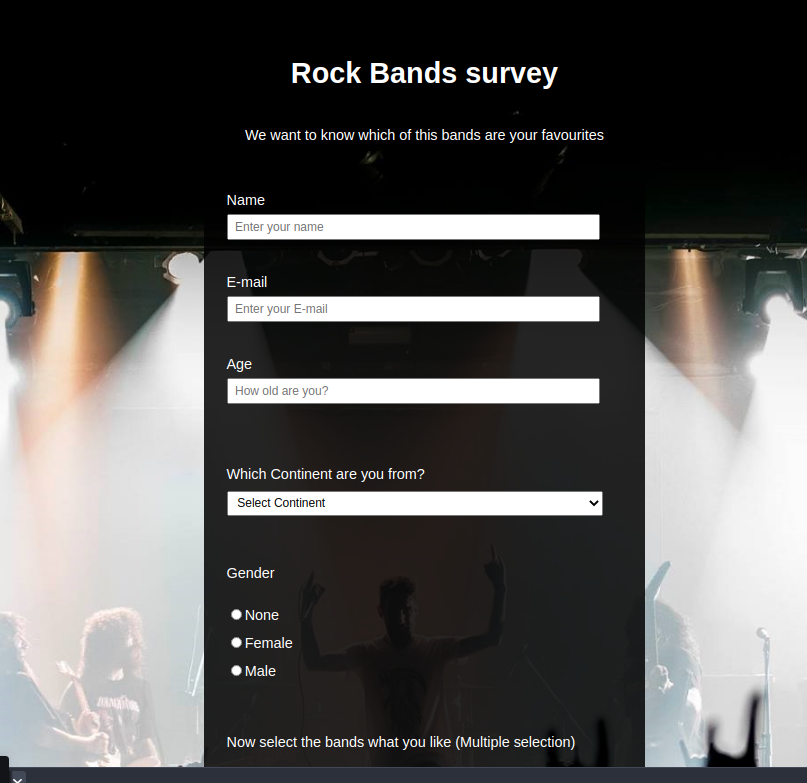 Rock Bands survey
We want to know which of this bands are your favourites
Name
Enter your name
E-mail
Enter your E-mail
Age
How old are you?
Which Continent are you from?
Select Continent
Gender
None
Female
Male
Now select the bands what you like (Multiple selection)